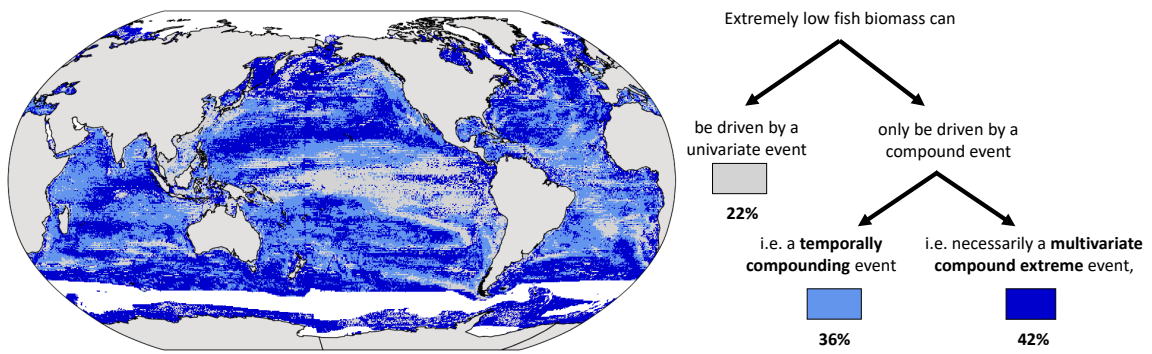 Extremely low fish biomass can
be driven by a
univariate event
22%
only be driven by a
compound event
i.e. a temporally
compounding event
36%
i.e. necessarily a multivariate
compound extreme event,
42%